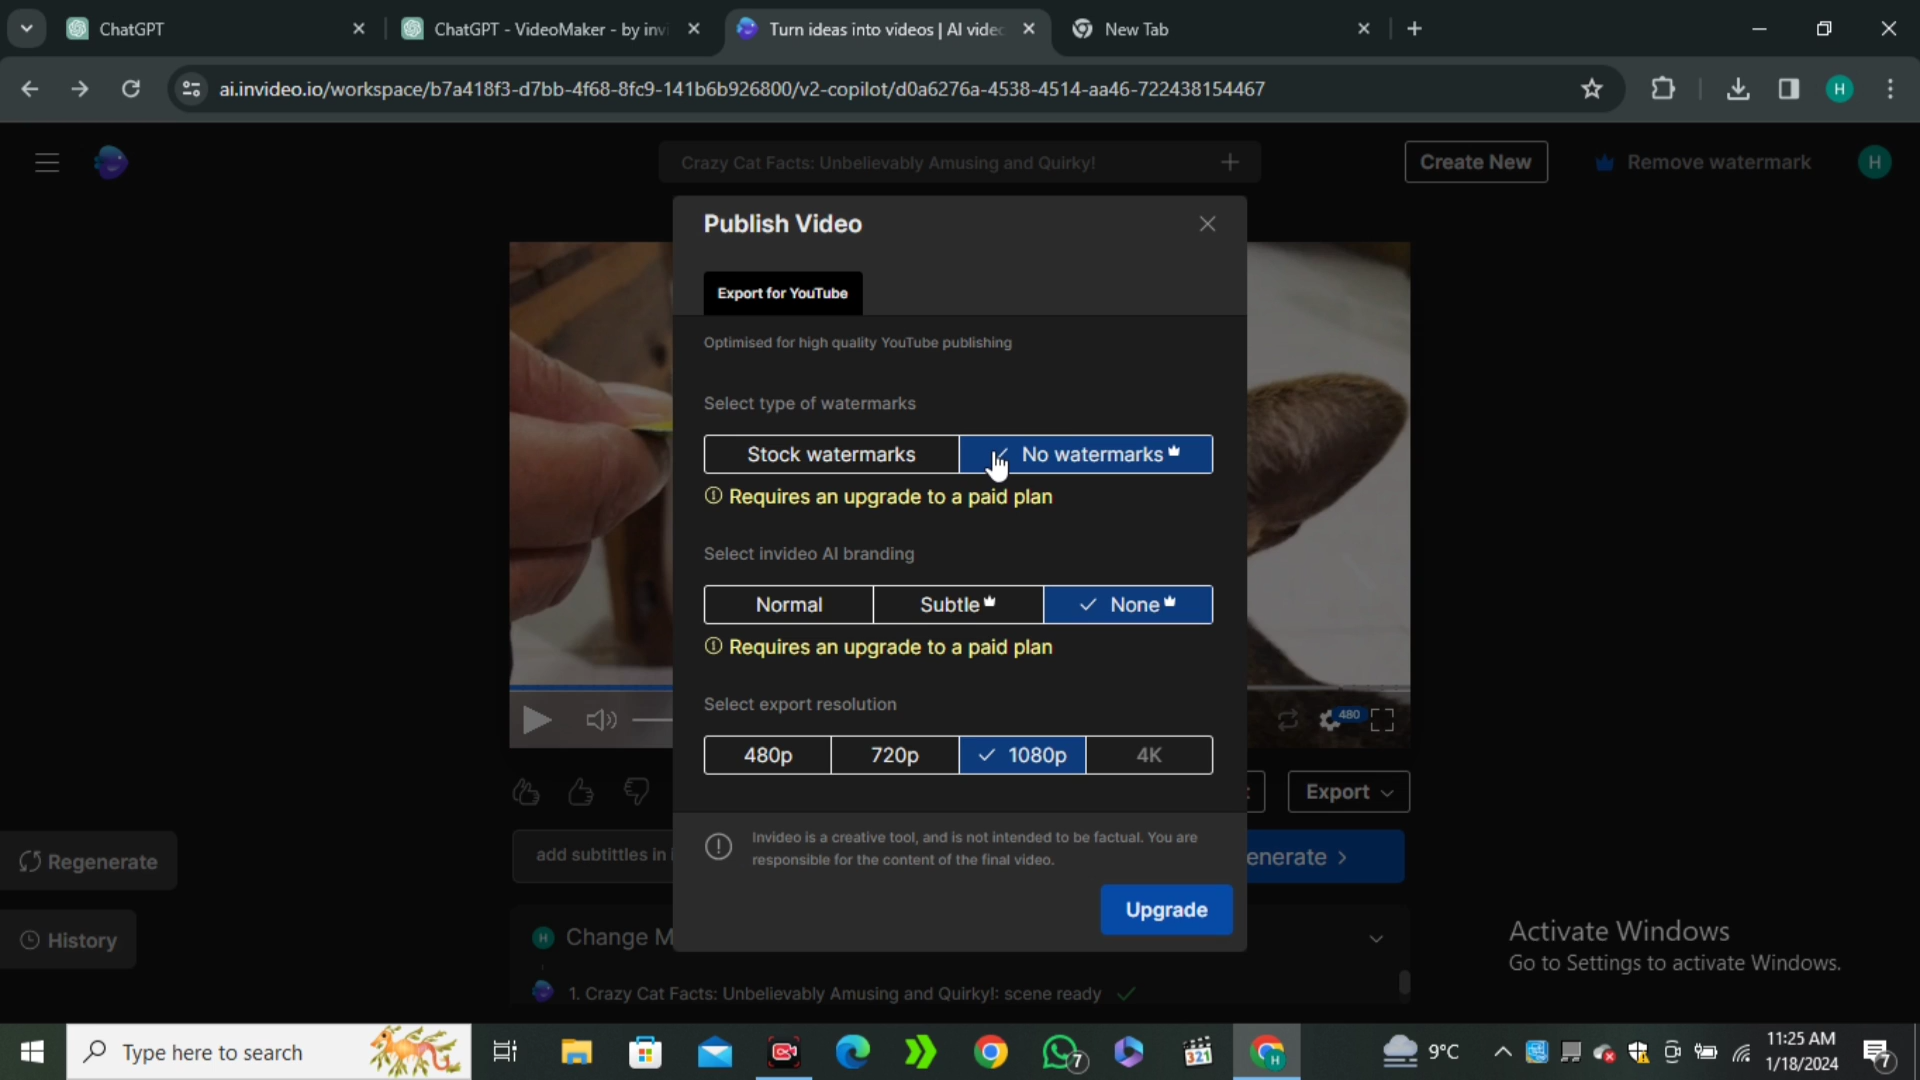 ChatGPT
ChatGPT - VideoMaker - by invi
Turn ideas into videos | AI video
New Tab
ai.invideo.io/workspace/b7a418f3-d7bb-4f68-8fc9-141b6b926800/v2-copilot/d0a6276a-4538-4514-aa46-722438154467
H
Crazy Cat Facts: Unbelievably Amusing and Quirky!
Create New
Remove watermark
H
Publish Video
Export for YouTube
Optimised for high quality YouTube publishing
Select type of watermarks
Stock watermarks
No watermarks
Requires an upgrade to a paid plan
Select invideo AI branding
Normal
Subtle
None
Requires an upgrade to a paid plan
Select export resolution
480
480p
720p
1080p
4K
Export
Invideo is a creative tool, and is not intended to be factual. You are
responsible for the content of the final video.
add subtittles in
enerate
Regenerate
Upgrade
History
H
Change M
Activate Windows
Go to Settings to activate Windows.
1. Crazy Cat Facts: Unbelievably Amusing and Quirky!: scene ready
Type here to search
7
321
H
9°C
11:25 AM
1/18/2024
7